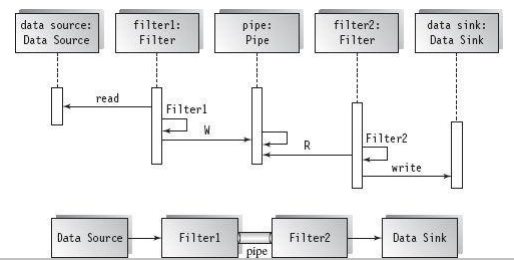 data source:
Data Source
filter1:
Filter
pipe:
Pipe
filter2:
Filter
data sink:
Data Sink
read
Filter1
W
R
Filter2
write
Data Source
Filter1
pipe
Filter2
Data Sink